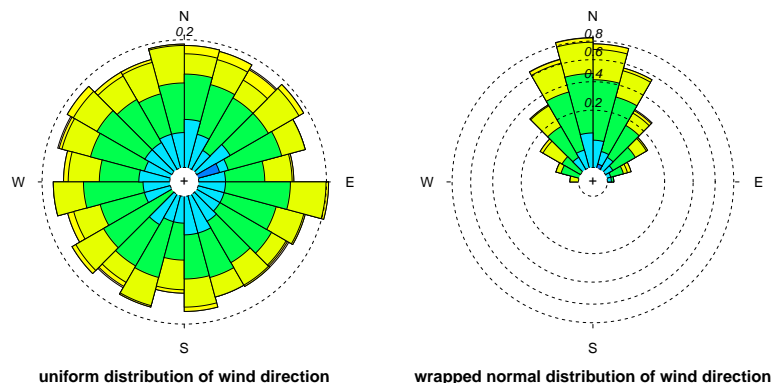 N
0.2
W
E
S
uniform distribution of wind direction
N
0.8
0.6
0.4
0.2
W
E
S
wrapped normal distribution of wind direction